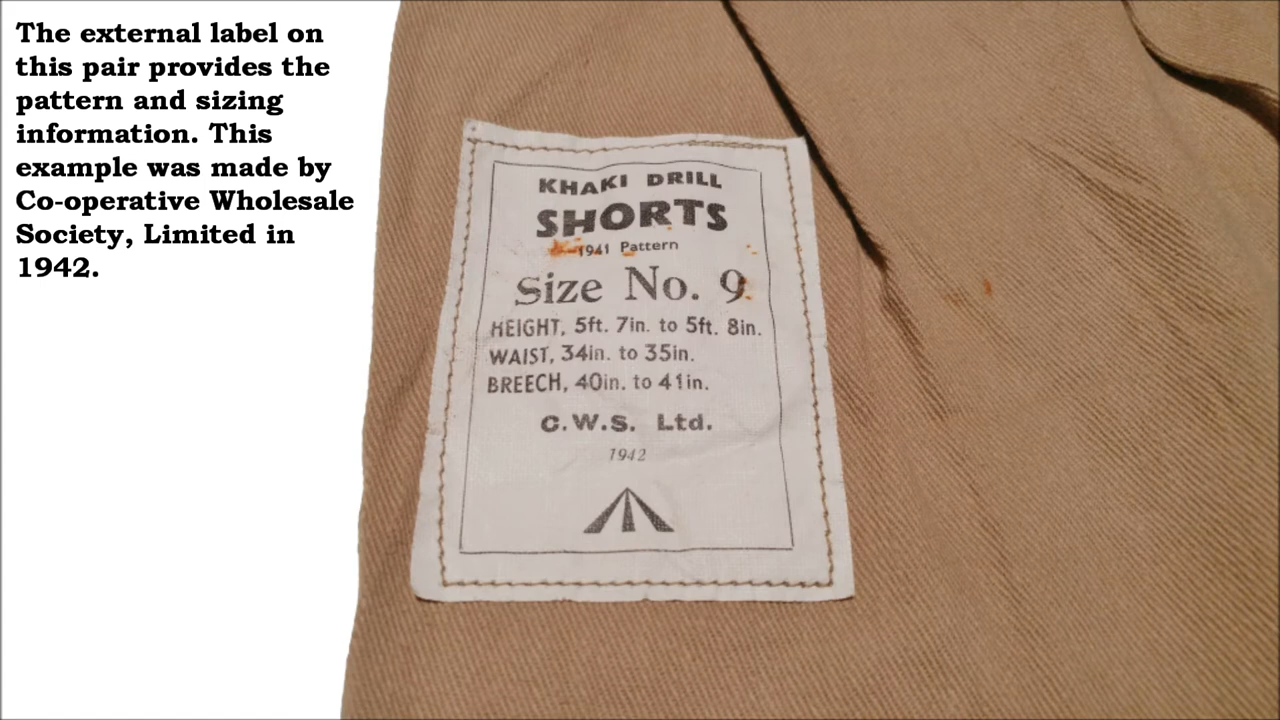 The external label on
this pair provides the
pattern and sizing
information. This
example was made by
Co-operative Wholesale
Society, Limited in
1942.
KHAKI DRILL
SHORTS
1941 Pattern
Size No. 9
HEIGHT, 5ft. 7in. to 5ft. 8in.
WAIST, 34in. to 35in.
BREECH, 40in. to 41in.
C.W.S. Ltd.
1942